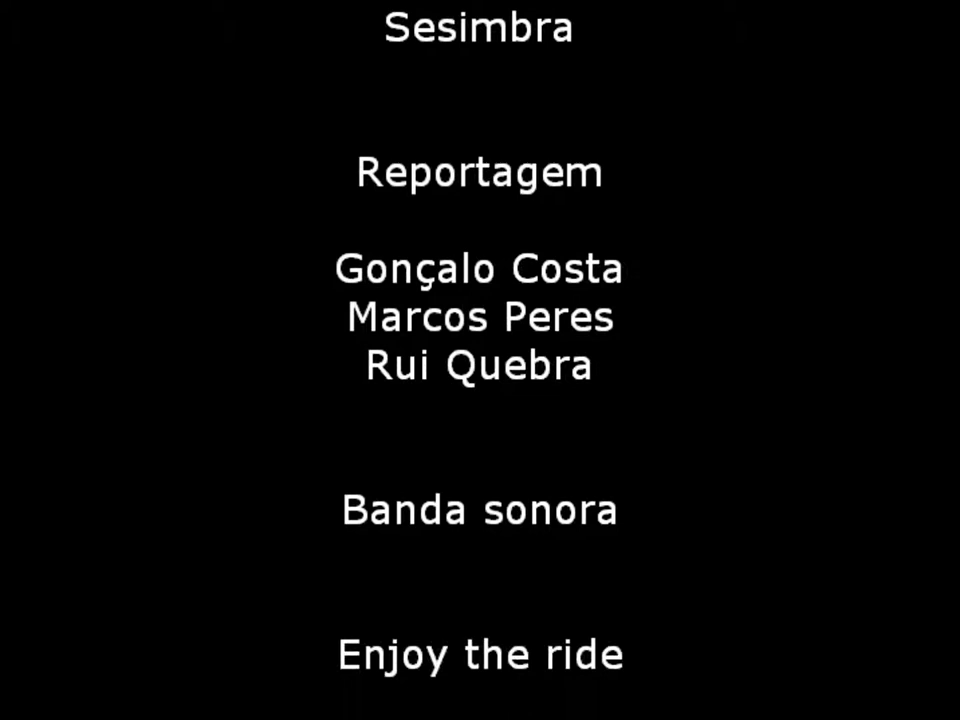 Sesimbra
Reportagem
Gonçalo Costa
Marcos Peres
Rui Quebra
Banda sonora
Enjoy the ride